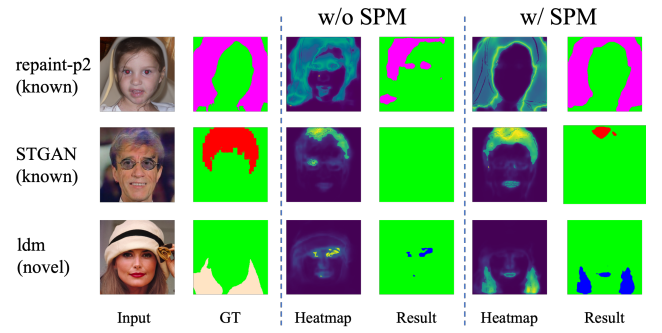 w/o SPM
w/ SPM
repaint-p2
(known)
STGAN
(known)
ldm
(novel)
Input
GT
Heatmap
Result
Heatmap
Result